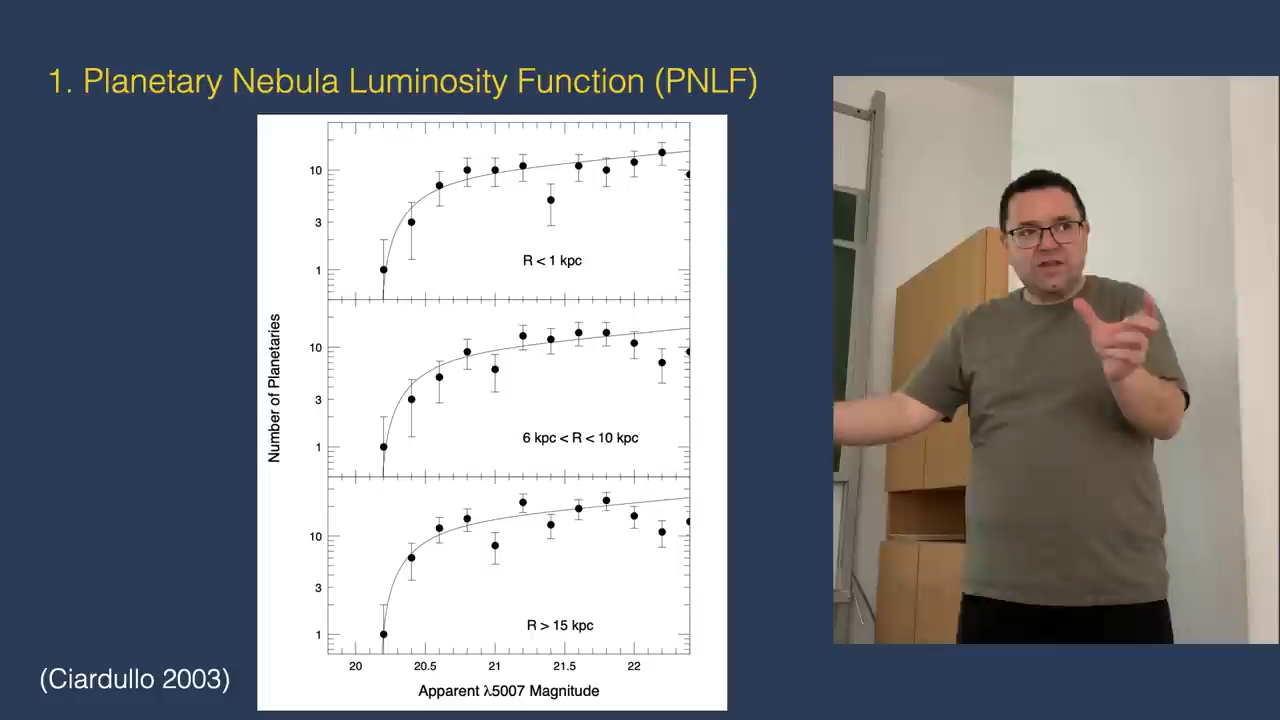 1. Planetary Nebula Luminosity Function (PNLF)
10
3
1
R < 1 kpc
10
3
1
6 kpc < R < 10 kpc
10
3
1
R > 15 kpc
Number of Planetaries
20 20.5 21 21.5 22
Apparent λ5007 Magnitude
(Ciardullo 2003)